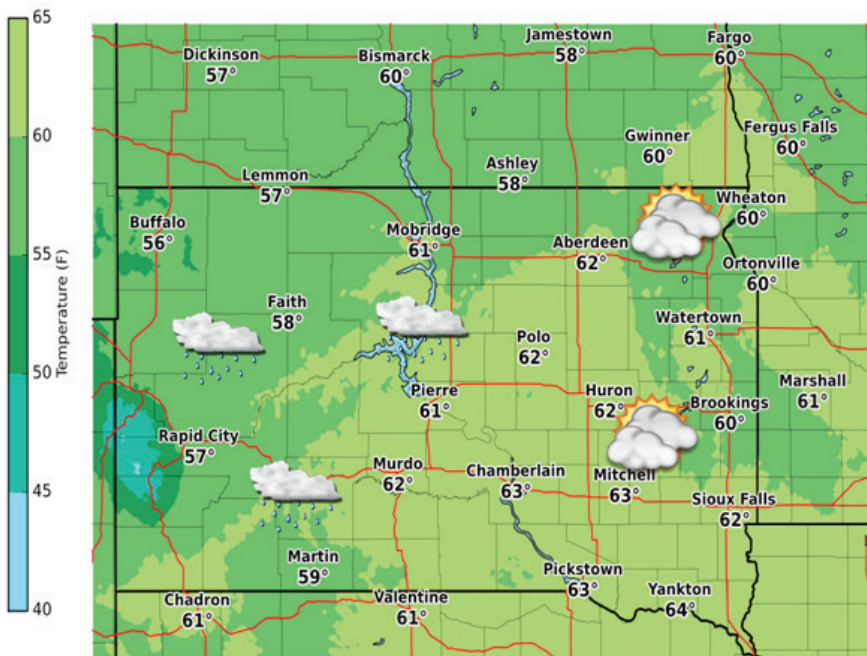 65
60
55
50
45
40
Temperature (F)
Dickinson
57°
Bismarck
60°
Jamestown
58°
Fargo
60°
Gwinner
60°
Fergus Falls
60°
Lemmon
57°
Ashley
58°
Wheaton
60°
Buffalo
56°
Mobridge
61°
Aberdeen
62°
Ortonville
60°
Faith
58°
Polo
62°
Watertown
61°
Pierre
61°
Huron
62°
Brookings
60°
Marshall
61°
Rapid City
57°
Murdo
62°
Chamberlain
63°
Mitchell
63°
Sioux Falls
62°
Martin
59°
Pickstown
63°
Chadron
61°
Valentine
61°
Yankton
64°